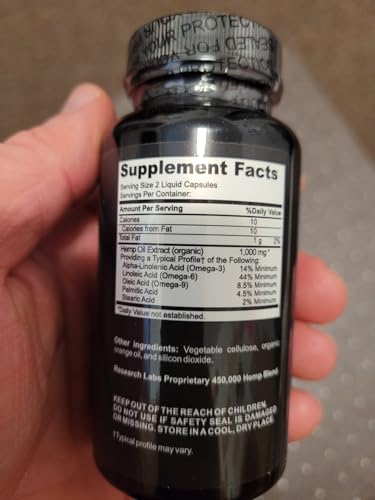 YOUR PROTECT
SEALED FOR
PROTECTION
Supplement Facts
Serving Size 2 Liquid Capsules
Servings Per Container:
Amount Per Serving %Daily Value
Calories 10
Calories from Fat 10
Total Fat 1 g 2%
Hemp Oil Extract (organic) 1,000 mg*
Providing a Typical Profile† of the Following:
Alpha-Linolenic Acid (Omega-3) 14% Minimum
Linoleic Acid (Omega-6) 44% Minimum
Oleic Acid (Omega-9) 8.5% Minimum
Palmitic Acid 4.5% Minimum
Stearic Acid 2% Minimum
*Daily Value not established.
Other ingredients: Vegetable cellulose, organic
orange oil, and silicon dioxide.
Research Labs Proprietary 450,000 Hemp Blend
KEEP OUT OF THE REACH OF CHILDREN.
DO NOT USE IF SAFETY SEAL IS DAMAGED
OR MISSING. STORE IN A COOL, DRY PLACE.
†Typical profile may vary.